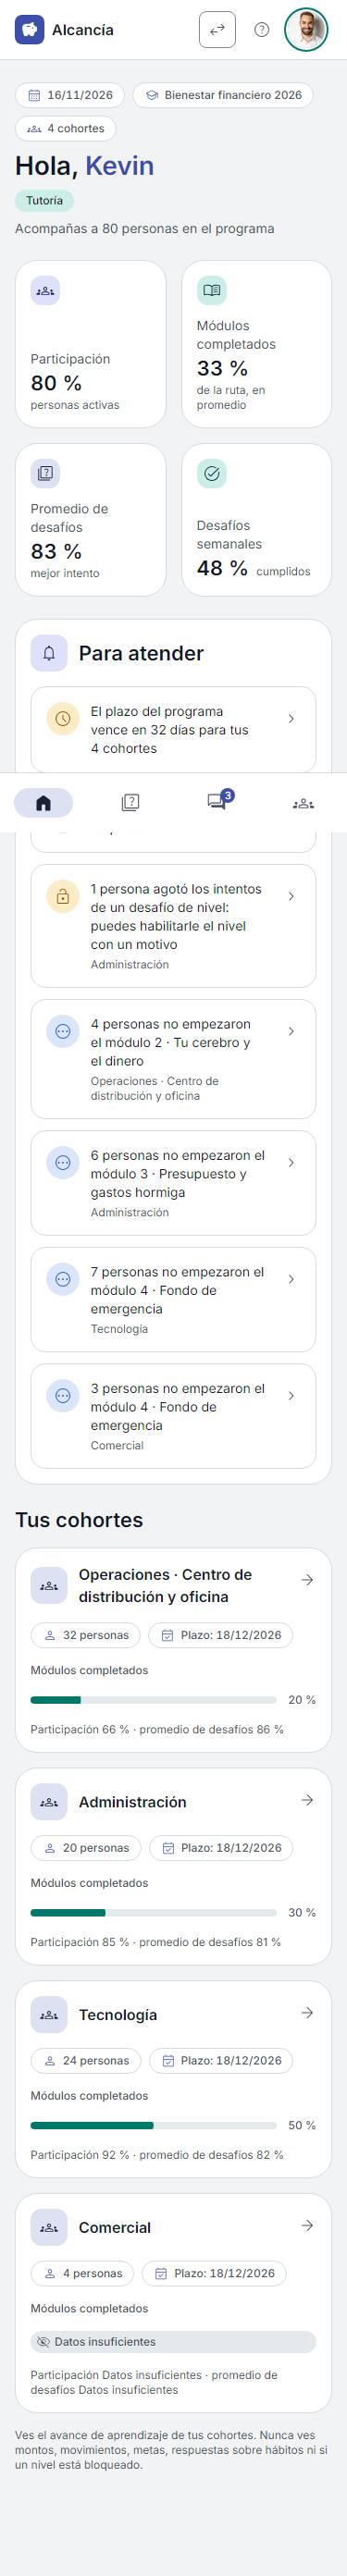 Alcancía
16/11/2026
Bienestar financiero 2026
4 cohortes
Hola, Kevin
Tutoría
Acompañas a 80 personas en el programa
Participación
80 %
personas activas
Módulos
completados
33 %
de la ruta, en
promedio
Promedio de
desafíos
83 %
mejor intento
Desafíos
semanales
48 % cumplidos
Para atender
El plazo del programa
vence en 32 días para tus
4 cohortes
3
1 persona agotó los intentos
de un desafío de nivel:
puedes habilitarle el nivel
con un motivo
Administración
4 personas no empezaron
el módulo 2 · Tu cerebro y
el dinero
Operaciones · Centro de
distribución y oficina
6 personas no empezaron el
módulo 3 · Presupuesto y
gastos hormiga
Administración
7 personas no empezaron el
módulo 4 · Fondo de
emergencia
Tecnología
3 personas no empezaron el
módulo 4 · Fondo de
emergencia
Comercial
Tus cohortes
Operaciones · Centro de
distribución y oficina
32 personas
Plazo: 18/12/2026
Módulos completados
20 %
Participación 66 % · promedio de desafíos 86 %
Administración
20 personas
Plazo: 18/12/2026
Módulos completados
30 %
Participación 85 % · promedio de desafíos 81 %
Tecnología
24 personas
Plazo: 18/12/2026
Módulos completados
50 %
Participación 92 % · promedio de desafíos 82 %
Comercial
4 personas
Plazo: 18/12/2026
Módulos completados
Datos insuficientes
Participación Datos insuficientes · promedio de
desafíos Datos insuficientes
Ves el avance de aprendizaje de tus cohortes. Nunca ves
montos, movimientos, metas, respuestas sobre hábitos ni si
un nivel está bloqueado.